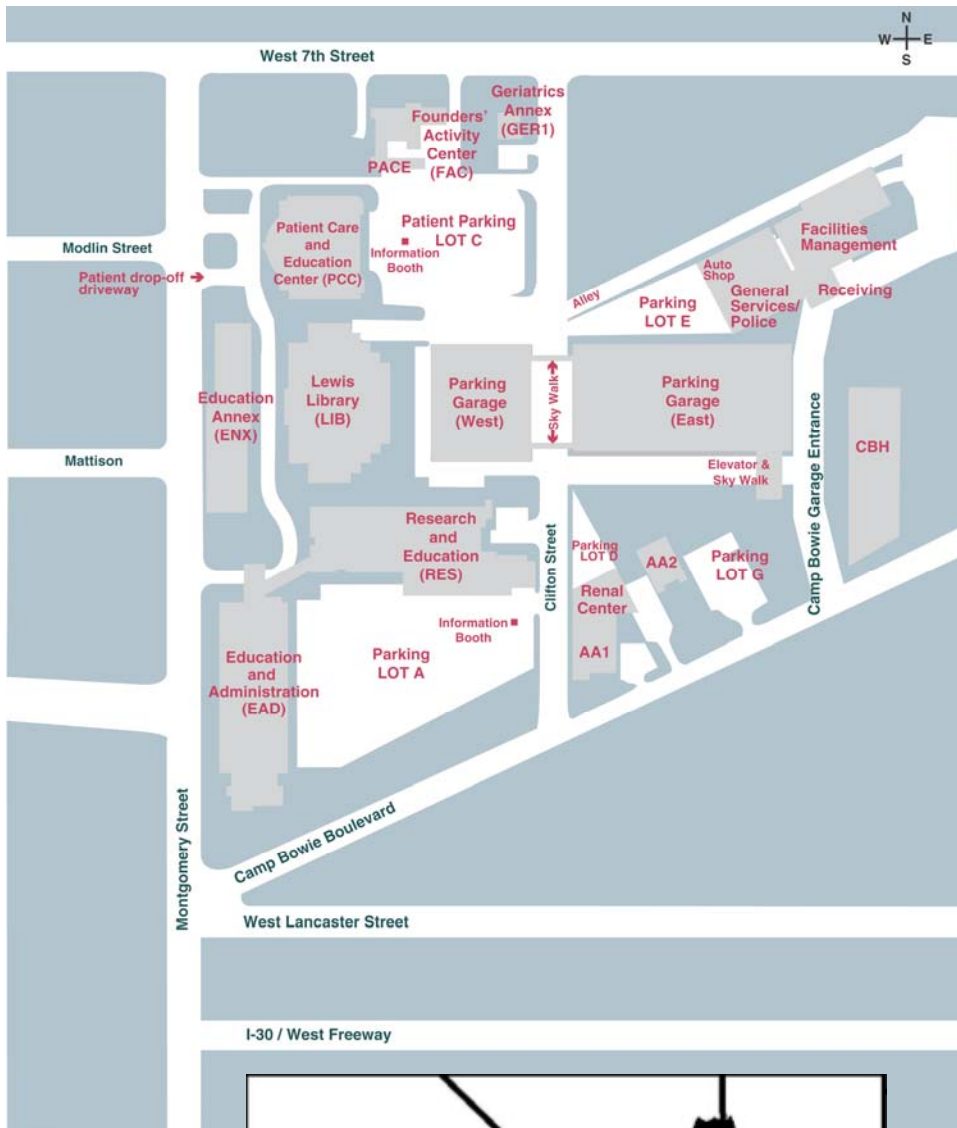 N
W
E
S
West 7th Street
Geriatrics
Annex
(GER1)
Founders'
Activity
Center
(FAC)
PACE
Patient Care
and
Education
Center (PCC)
Patient Parking
LOT C
Information
Booth
Modlin Street
Patient drop-off
driveway
Facilities
Management
Auto
Shop
General
Services/
Police
Receiving
Alley
Parking
LOT E
Education
Annex
(ENX)
Lewis
Library
(LIB)
Parking
Garage
(West)
Sky Walk
Parking
Garage
(East)
Camp Bowie Garage Entrance
CBH
Mattison
Elevator &
Sky Walk
Research
and
Education
(RES)
Clifton Street
Parking
LOT D
Renal
Center
AA1
AA2
Parking
LOT G
Information
Booth
Parking
LOT A
Education
and
Administration
(EAD)
Montgomery Street
Camp Bowie Boulevard
West Lancaster Street
I-30 / West Freeway